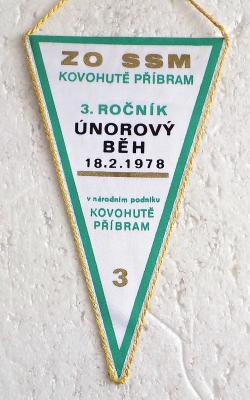 ZO SSM
KOVOHUTĚ PŘÍBRAM
3. ROČNÍK
ÚNOROVÝ
BĚH
18.2.1978
v národním podniku
KOVOHUTĚ
PŘÍBRAM
3